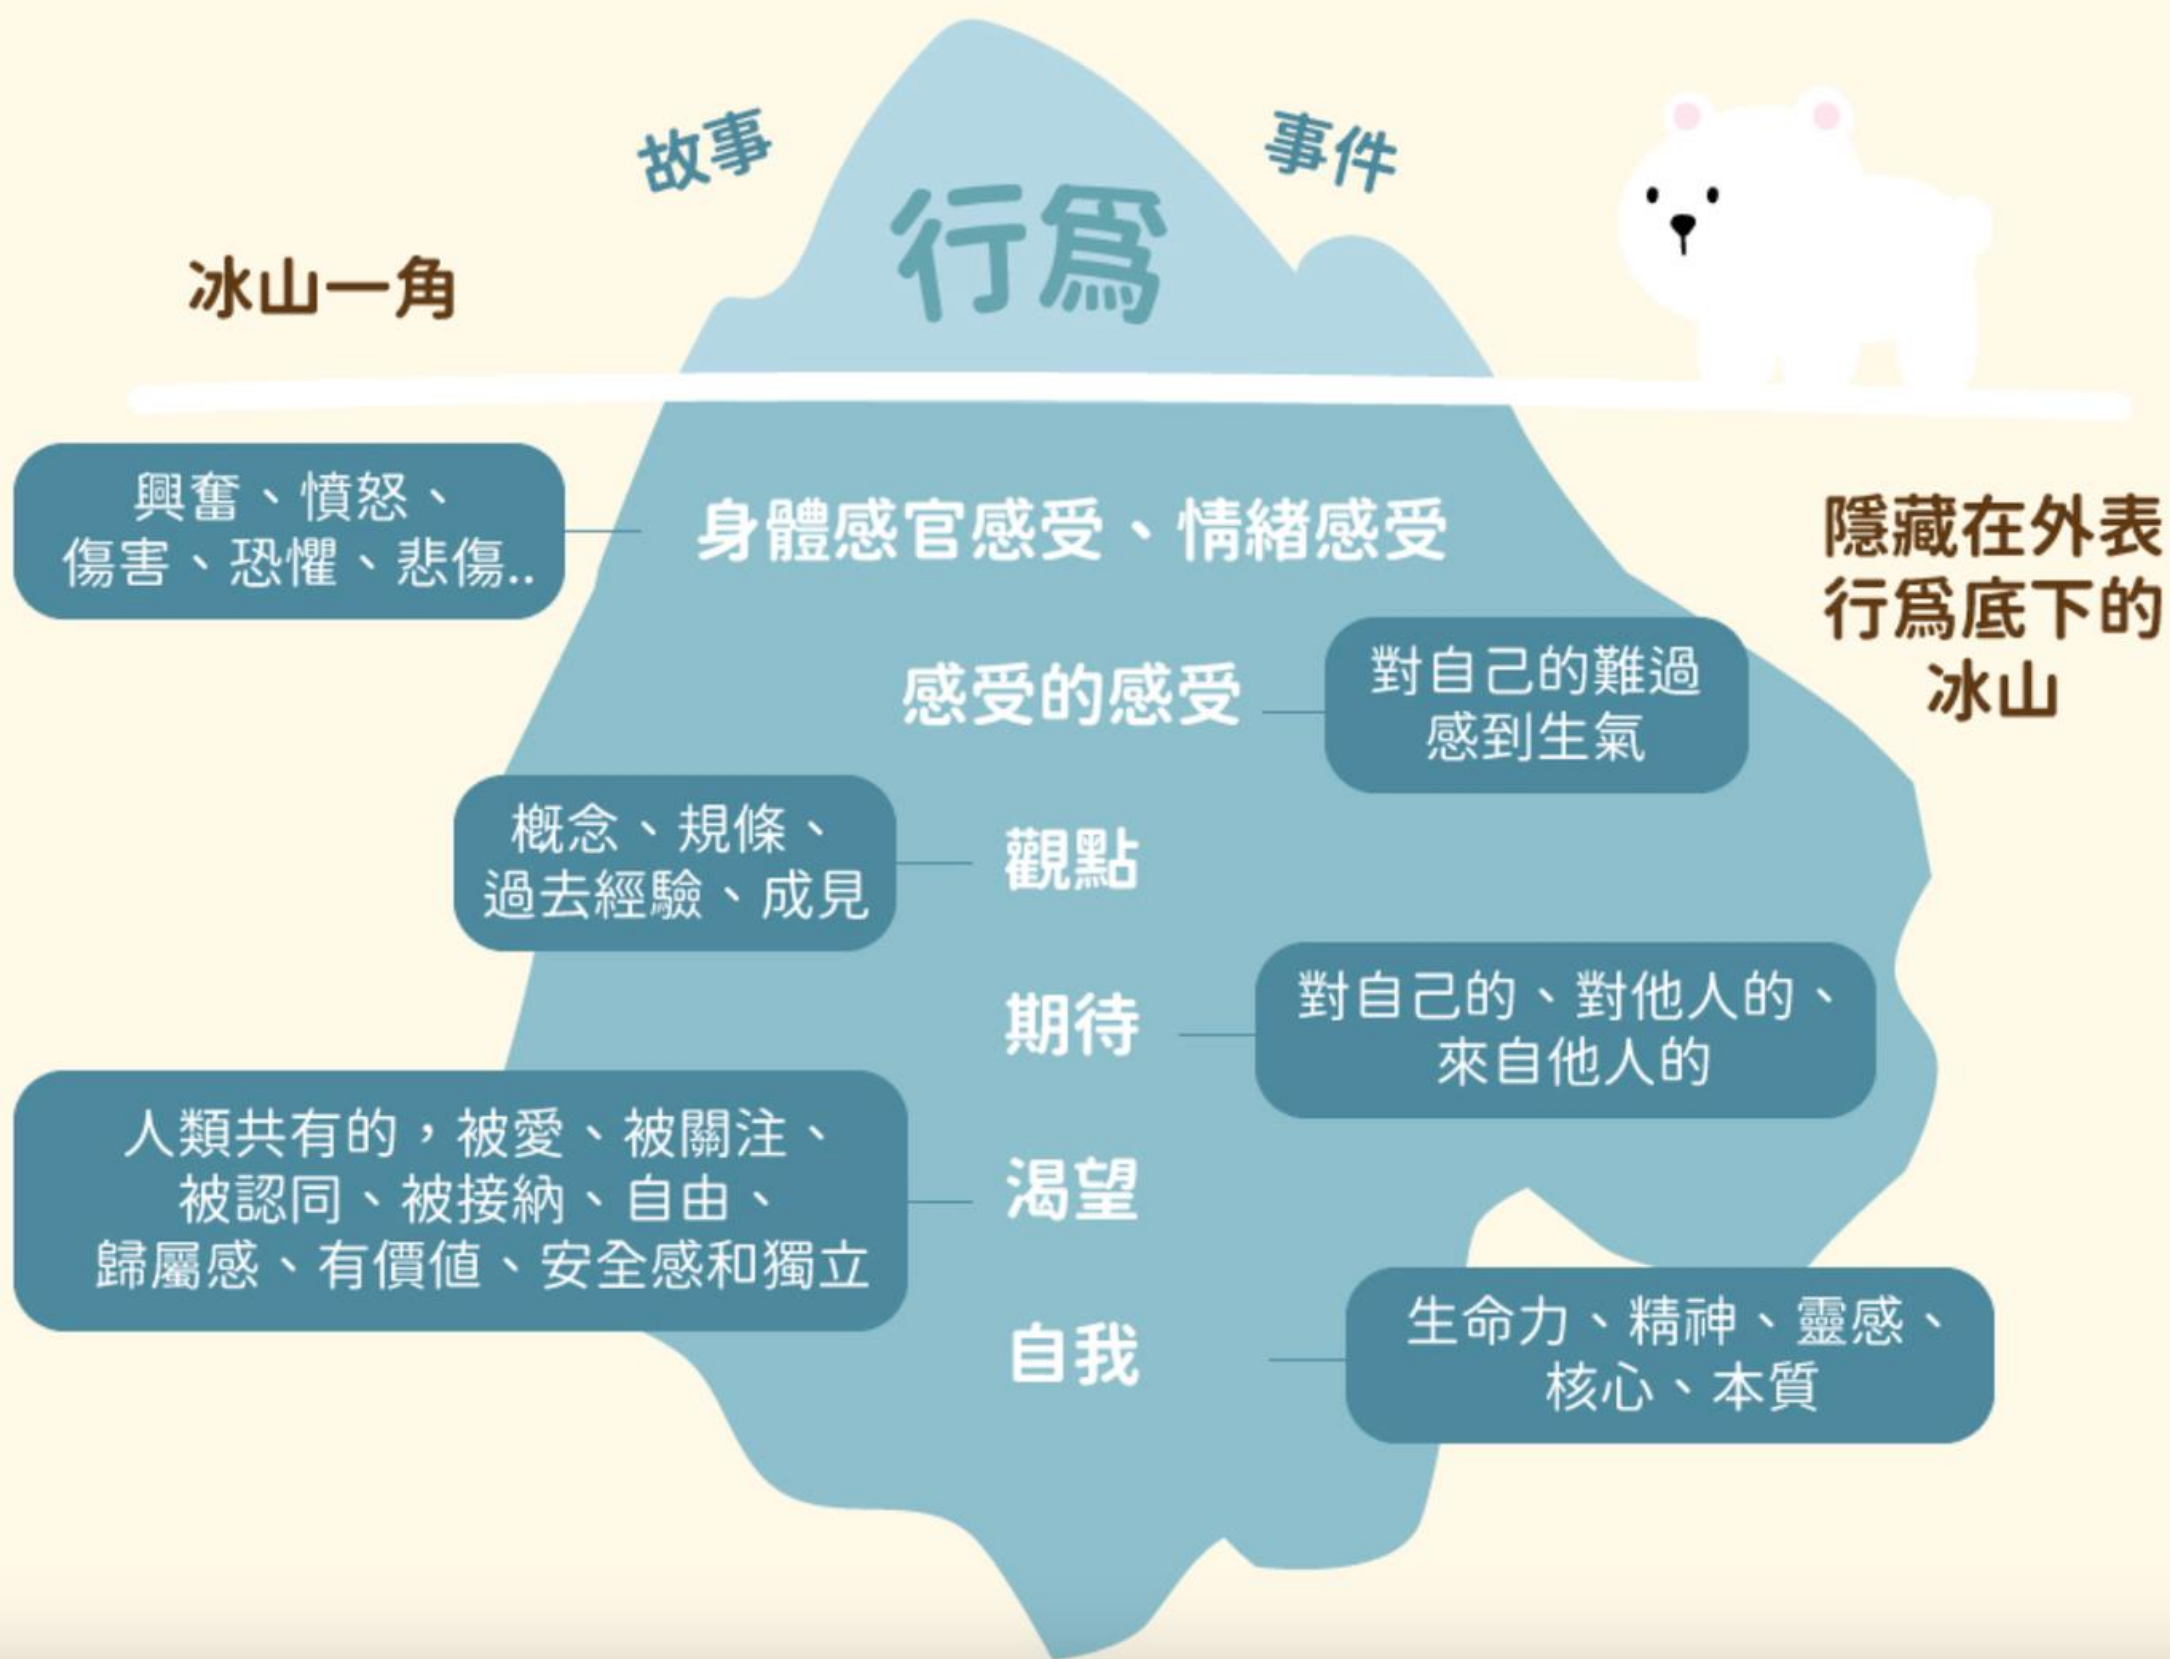 故事
事件
行為
冰山一角
興奮、憤怒、
傷害、恐懼、悲傷..
身體感官感受、情緒感受
隱藏在外表
行為底下的
冰山
感受的感受
對自己的難過
感到生氣
概念、規條、
過去經驗、成見
觀點
期待
對自己的、對他人的、
來自他人的
人類共有的，被愛、被關注、
被認同、被接納、自由、
歸屬感、有價值、安全感和獨立
渴望
自我
生命力、精神、靈感、
核心、本質